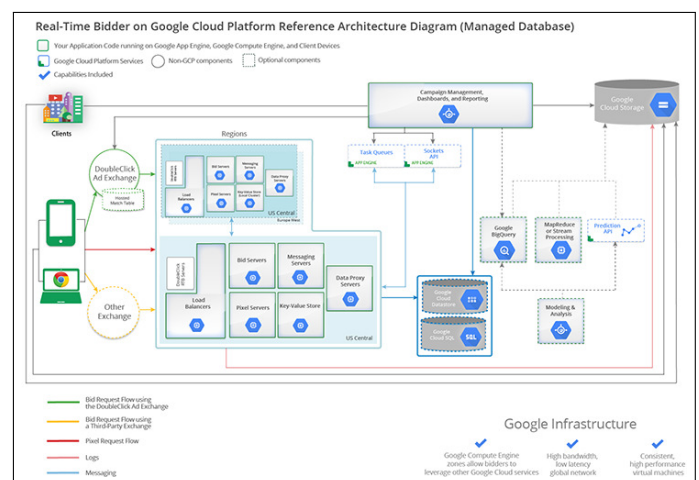 Real-Time Bidder on Google Cloud Platform Reference Architecture Diagram (Managed Database)
Your Application Code running on Google App Engine, Google Compute Engine, and Client Devices
Google Cloud Platform Services
Non-GCP components
Optional components
Capabilities Included
Clients
Campaign Management,
Dashboards, and Reporting
Google
Cloud Storage
Regions
Task Queues
APP ENGINE
Sockets
API
APP ENGINE
DoubleClick
Ad Exchange
Hosted
Match Table
Load
Balancers
Bid Servers
Messaging
Servers
Pixel Servers
Data Proxy
Servers
US Central
Europe West
Google
BigQuery
MapReduce
or Stream
Processing
Prediction
API
DoubleClick
RTB Servers
Load
Balancers
Bid Servers
Messaging
Servers
Pixel Servers
Key-Value Store
Data Proxy
Servers
US Central
Other
Exchange
Google
Cloud
Datastore
Google
Cloud SQL
SQL
Modeling &
Analysis
Bid Request Flow using
the DoubleClick Ad Exchange
Bid Request Flow using
a Third-Party Exchange
Pixel Request Flow
Logs
Messaging
Google Infrastructure
Google Compute Engine
zones allow bidders to
leverage other Google Cloud services
High bandwidth,
low latency
global network
Consistent,
high performance
virtual machines